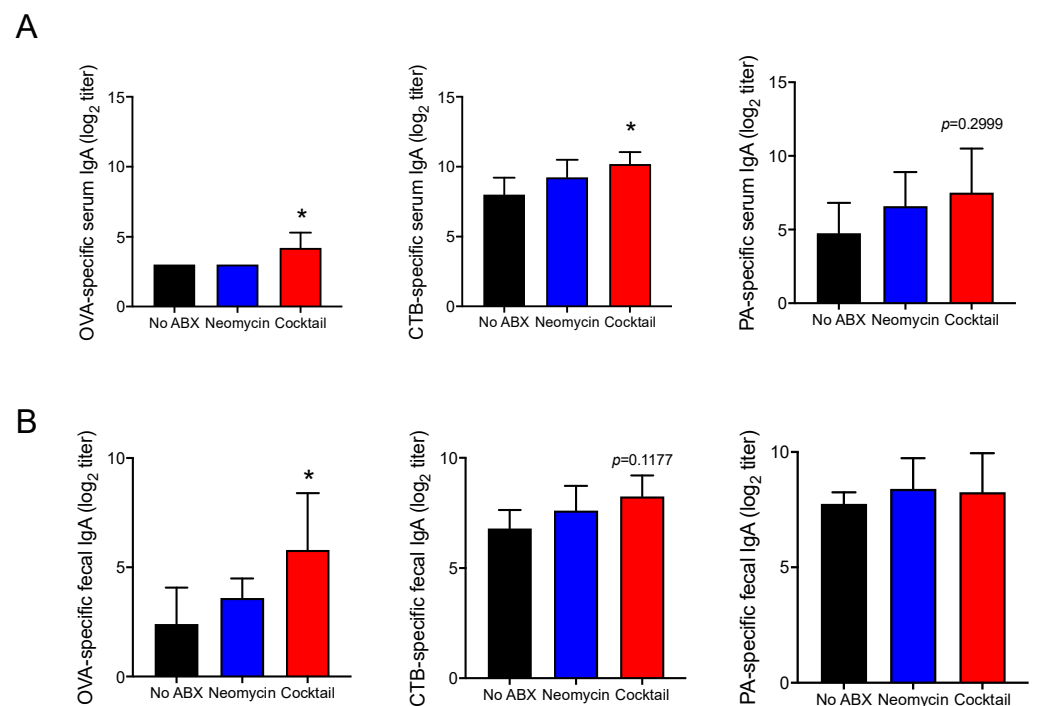 A
OVA-specific serum IgA (log2 titer)
15
10
5
0
*
No ABX Neomycin Cocktail
CTB-specific serum IgA (log2 titer)
15
10
5
0
*
No ABX Neomycin Cocktail
PA-specific serum IgA (log2 titer)
15
10
5
0
p=0.2999
No ABX Neomycin Cocktail
B
OVA-specific fecal IgA (log2 titer)
10
5
0
*
No ABX Neomycin Cocktail
CTB-specific fecal IgA (log2 titer)
10
5
0
p=0.1177
No ABX Neomycin Cocktail
PA-specific fecal IgA (log2 titer)
10
5
0
No ABX Neomycin Cocktail